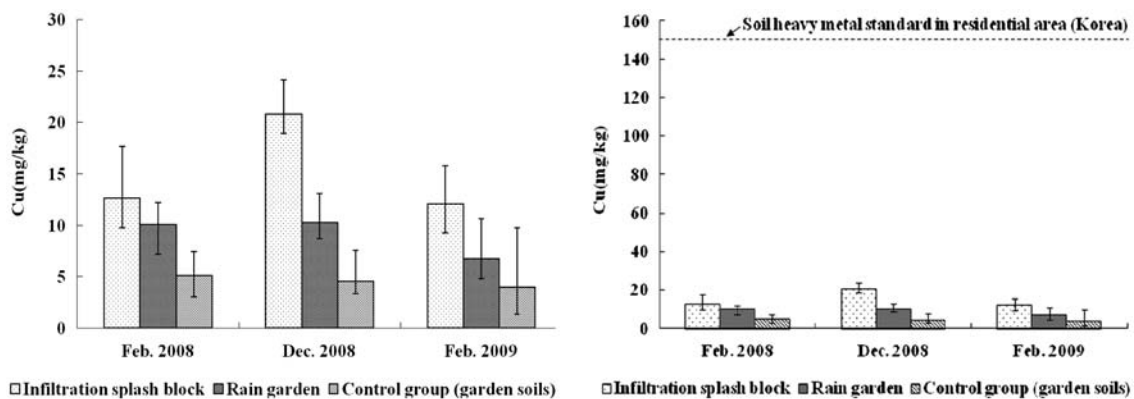 30
25
20
15
10
5
0
Cu(mg/kg)
Feb. 2008 Dec. 2008 Feb. 2009
Infiltration splash block Rain garden Control group (garden soils)
160
140
120
100
80
60
40
20
0
Cu(mg/kg)
Soil heavy metal standard in residential area (Korea)
Feb. 2008 Dec. 2008 Feb. 2009
Infiltration splash block Rain garden Control group (garden soils)